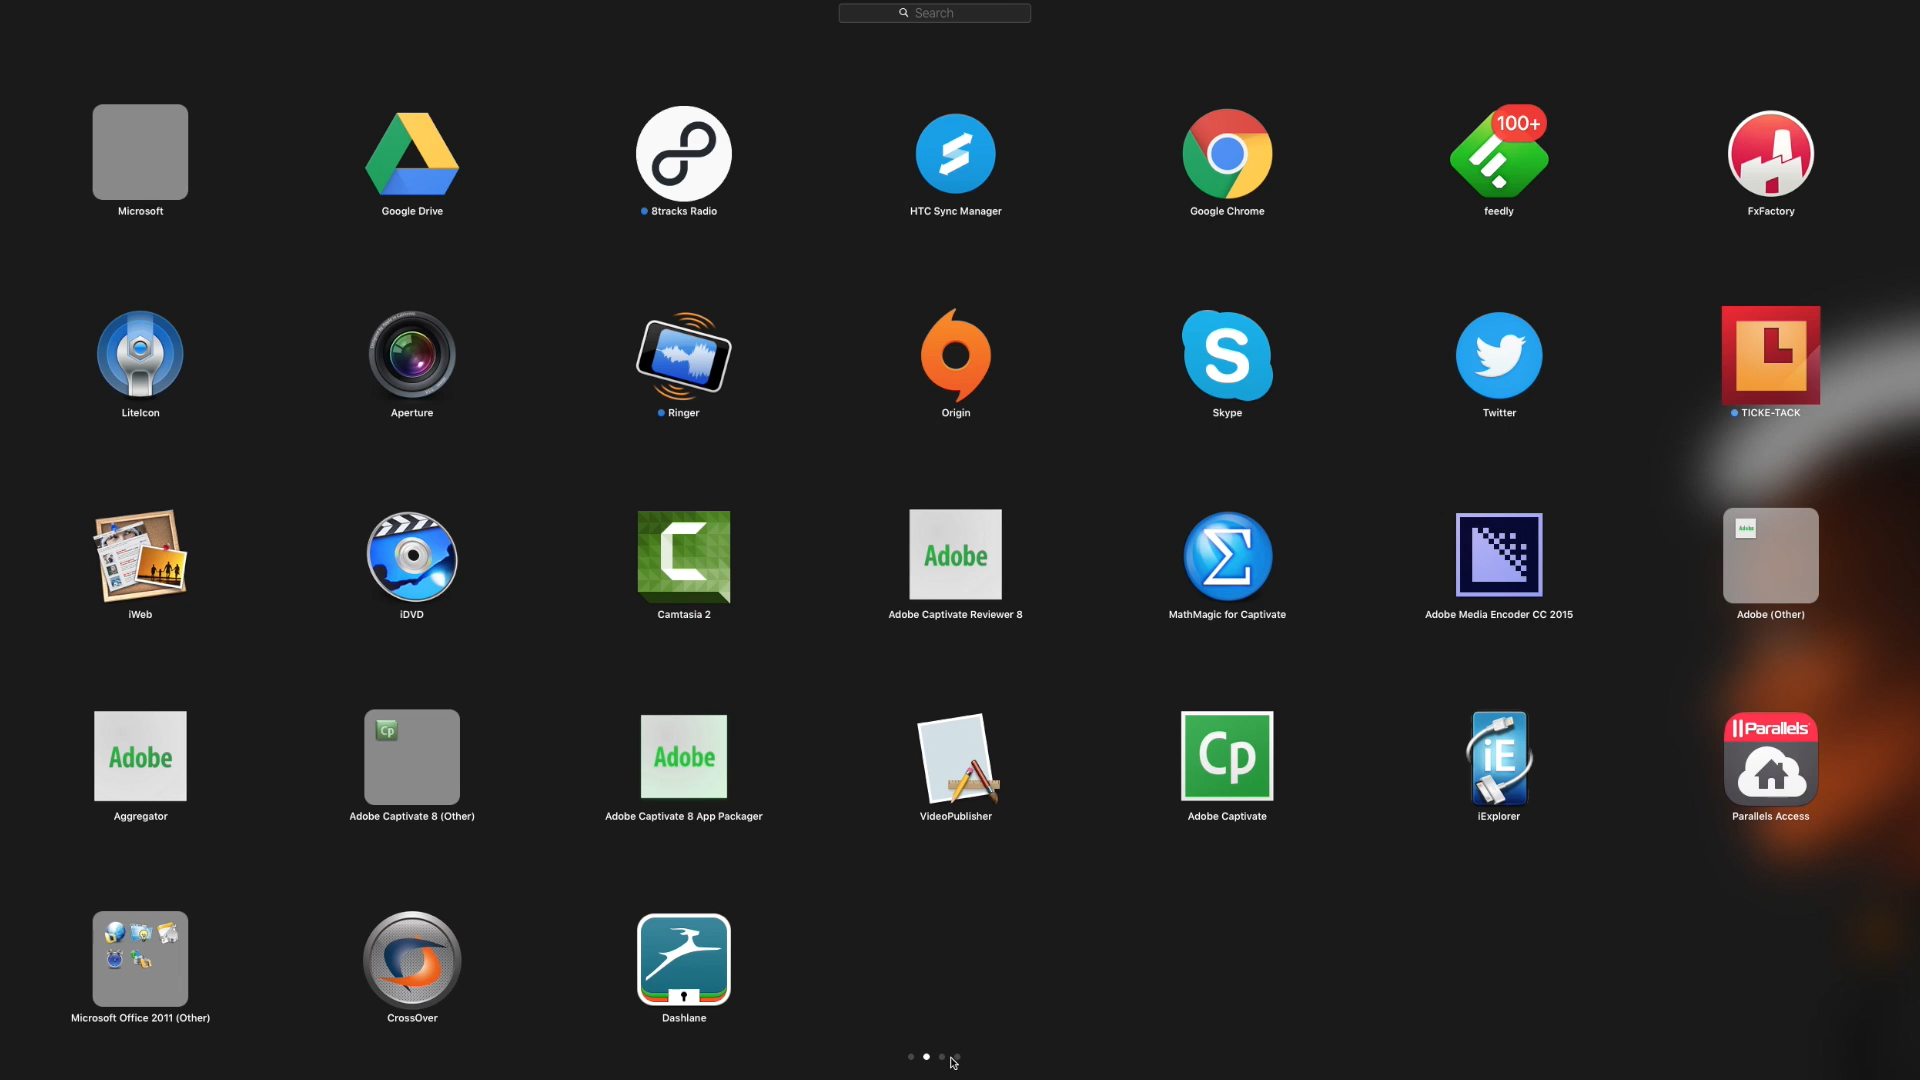 Search
100+
Microsoft
Google Drive
8tracks Radio
HTC Sync Manager
Google Chrome
feedly
FxFactory
LiteIcon
Aperture
Ringer
Origin
Skype
Twitter
TICKE-TACK
Adobe
Adobe
iWeb
iDVD
Camtasia 2
Adobe Captivate Reviewer 8
MathMagic for Captivate
Adobe Media Encoder CC 2015
Adobe (Other)
Adobe
Cp
Adobe
Cp
iE
Parallels
Aggregator
Adobe Captivate 8 (Other)
Adobe Captivate 8 App Packager
VideoPublisher
Adobe Captivate
iExplorer
Parallels Access
Microsoft Office 2011 (Other)
CrossOver
Dashlane